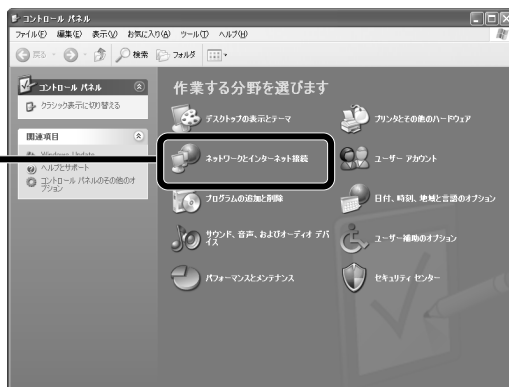 コントロール パネル
ファイル(F) 編集(E) 表示(V) お気に入り(A) ツール(T) ヘルプ(H)
戻る 検索 フォルダ
コントロール パネル
クラシック表示に切り替える
関連項目
Windows Update
ヘルプとサポート
コントロール パネルのその他のオ
プション
作業する分野を選びます
デスクトップの表示とテーマ
プリンタとその他のハードウェア
ネットワークとインターネット接続
ユーザー アカウント
プログラムの追加と削除
日付、時刻、地域と言語のオプション
サウンド、音声、およびオーディオ デバ
イス
ユーザー補助のオプション
パフォーマンスとメンテナンス
セキュリティ センター